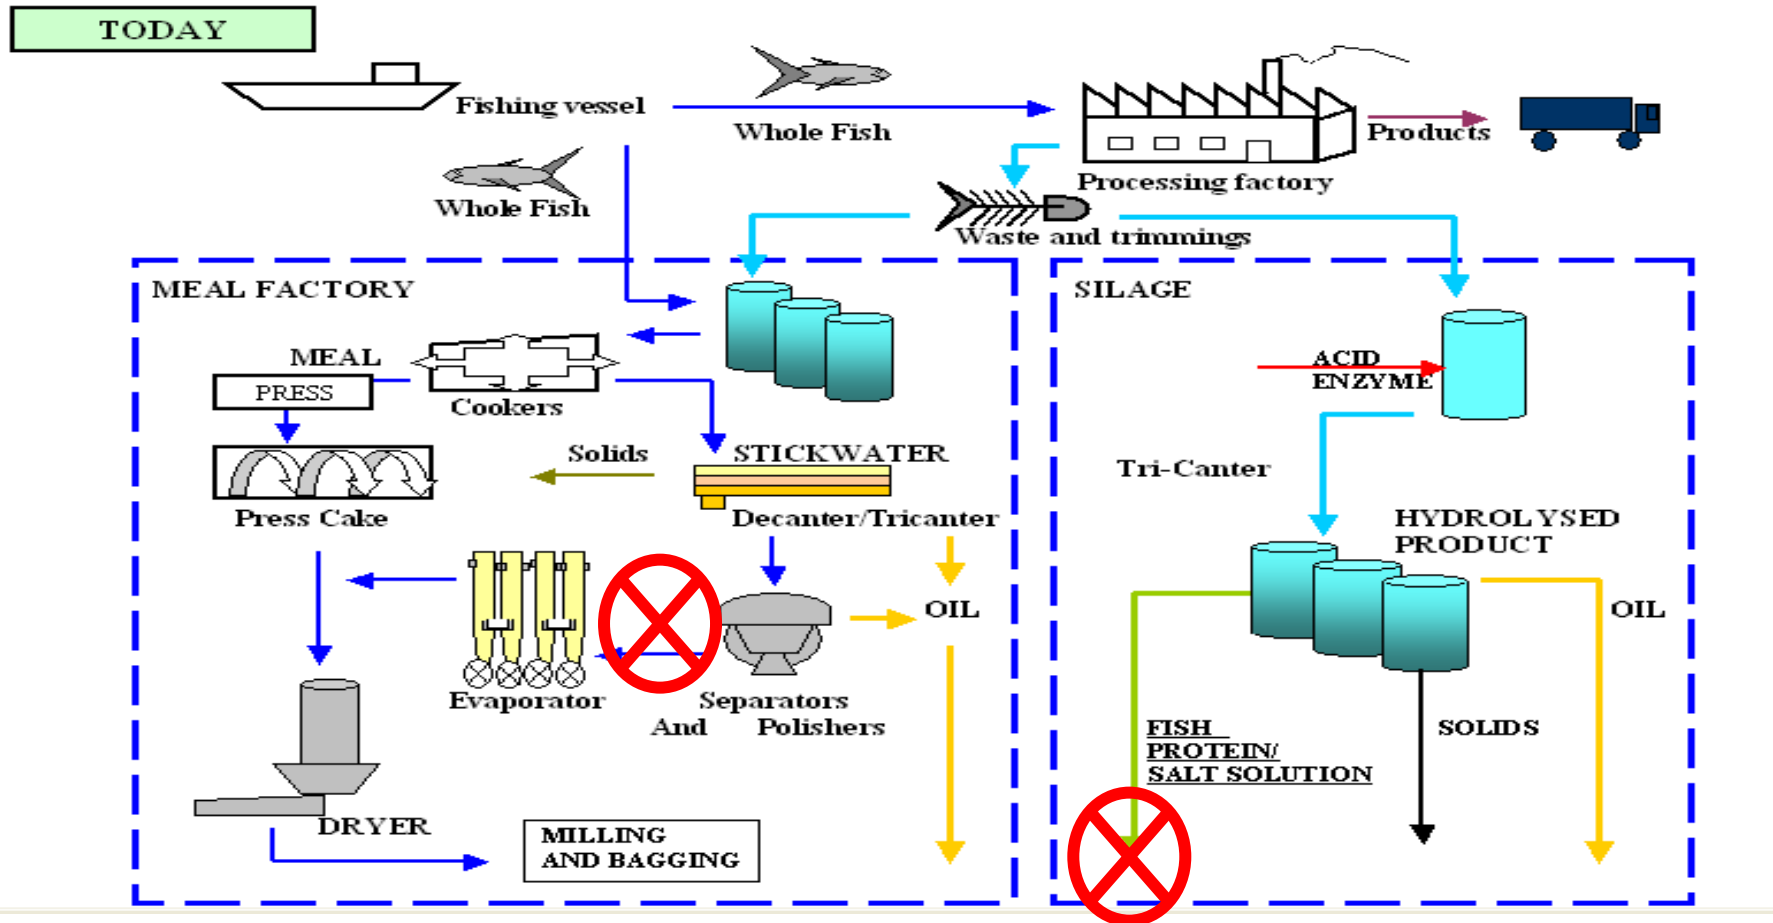 TODAY
Fishing vessel
Whole Fish
Products
Whole Fish
Processing factory
Waste and trimmings
MEAL FACTORY
MEAL
PRESS
Cookers
Solids
STICKWATER
Press Cake
Decanter/Tricanter
OIL
Evaporator
Separators
And Polishers
DRYER
MILLING
AND BAGGING
SILAGE
ACID
ENZYME
Tri-Canter
HYDROLYSED
PRODUCT
OIL
FISH
PROTEIN/
SALT SOLUTION
SOLIDS